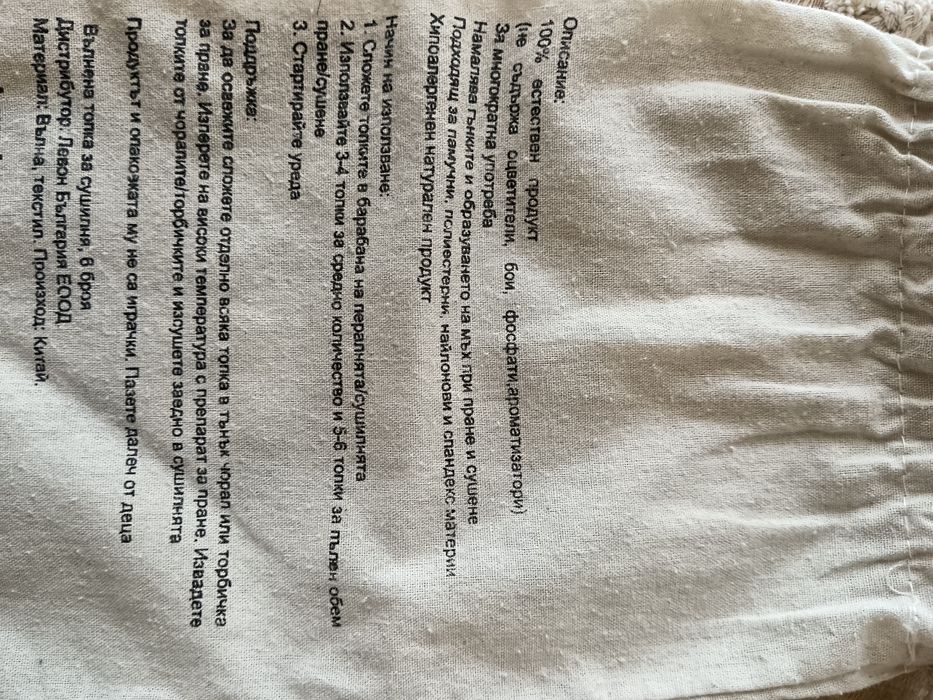 Описание:
100% естествен продукт
(не съдържа оцветители, бои, фосфати,ароматизатори)
За многократна употреба
Намалява гънките и образуването на мъх при пране и сушене
Подходящ за памучни, полиестерни, найлонови и спандекс материи
Хипоалергенен натурален продукт
Начин на използване:
1 Сложете топките в барабана на пералнята/сушилнята
2. Използвайте 3-4 топки за средно количество и 5-6 топки за пълен обем
пране/сушене
3. Стартирайте уреда
Поддръжка:
За да освежите сложете отделно всяка топка в тънък чорап или торбичка
за пране. Изперете на високи температура с препарат за пране. Извадете
топките от чорапите/торбичките и изсушете заедно в сушилнята
Продуктът и опаковката му не са играчки. Пазете далеч от деца
Вълнена топка за сушилня, 6 броя
Дистрибутор: Левон България ЕООД
Материал: Вълна, текстил. Произход: Китай.